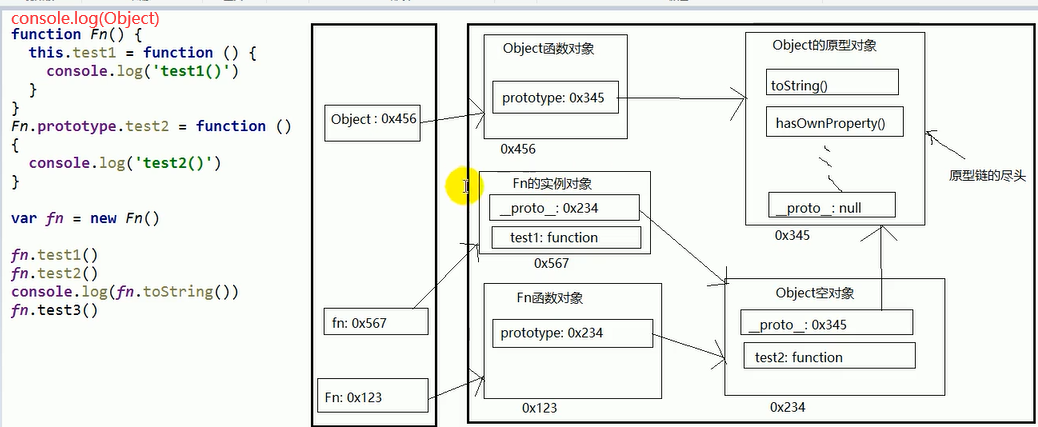 console.log(Object)
function Fn() {
this.test1 = function () {
console.log('test1()')
}
}
Fn.prototype.test2 = function ()
{
console.log('test2()')
}
var fn = new Fn()
fn.test1()
fn.test2()
console.log(fn.toString())
fn.test3()
Object : 0x456
fn: 0x567
Fn: 0x123
Object函数对象
prototype: 0x345
0x456
Fn的实例对象
__proto__: 0x234
test1: function
0x567
Fn函数对象
prototype: 0x234
0x123
Object的原型对象
toString()
hasOwnProperty()
__proto__: null
0x345
原型链的尽头
Object空对象
__proto__: 0x345
test2: function
0x234